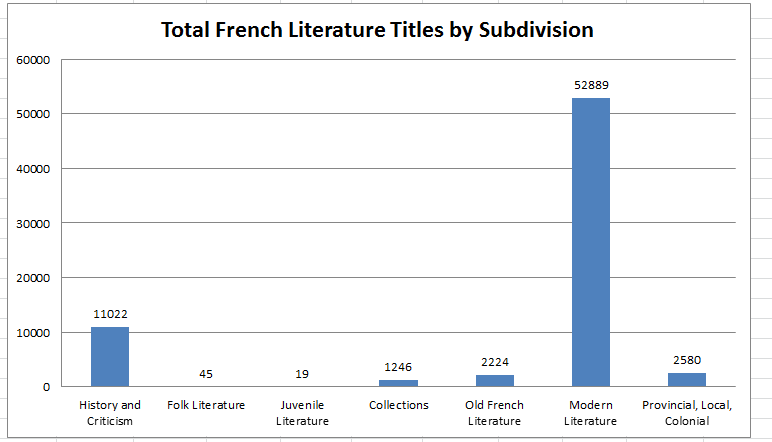 Total French Literature Titles by Subdivision
60000
50000
40000
30000
20000
10000
0
11022
45
19
1246
2224
52889
2580
History and
Criticism
Folk Literature
Juvenile
Literature
Collections
Old French
Literature
Modern
Literature
Provincial, Local,
Colonial